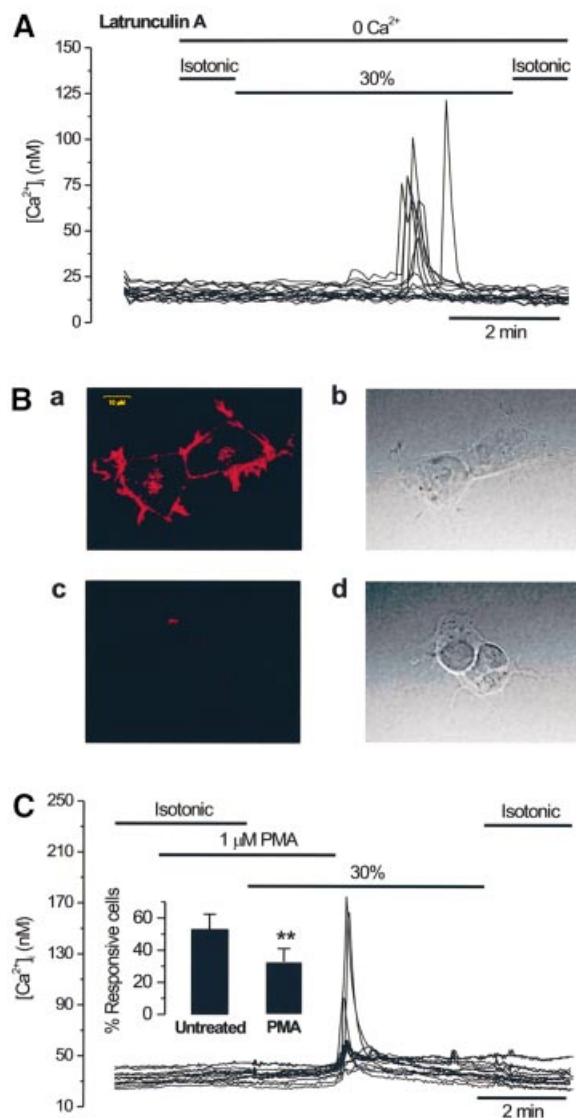 A
Latrunculin A
0 Ca²⁺
Isotonic
Isotonic
30%
150
125
100
75
50
25
0
[Ca²⁺]ᵢ (nM)
2 min
B
a
10 µM
b
c
d
C
250
210
170
130
90
50
10
[Ca²⁺]ᵢ (nM)
Isotonic
Isotonic
1 µM PMA
30%
% Responsive cells
60
40
20
0
**
Untreated
PMA
2 min